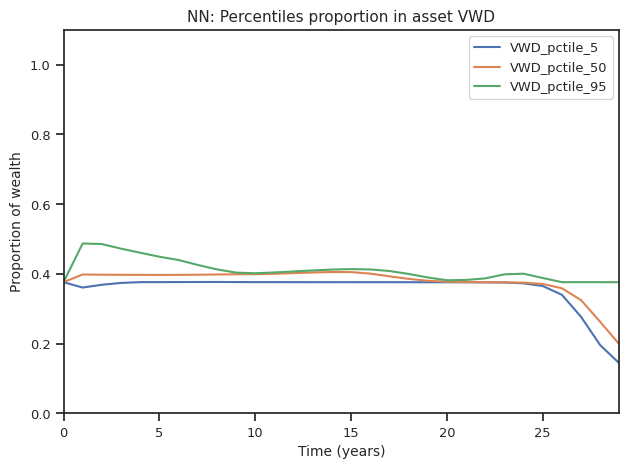 NN: Percentiles proportion in asset VWD
VWD_pctile_5
VWD_pctile_50
VWD_pctile_95
Proportion of wealth
1.0
0.8
0.6
0.4
0.2
0.0
0 5 10 15 20 25
Time (years)